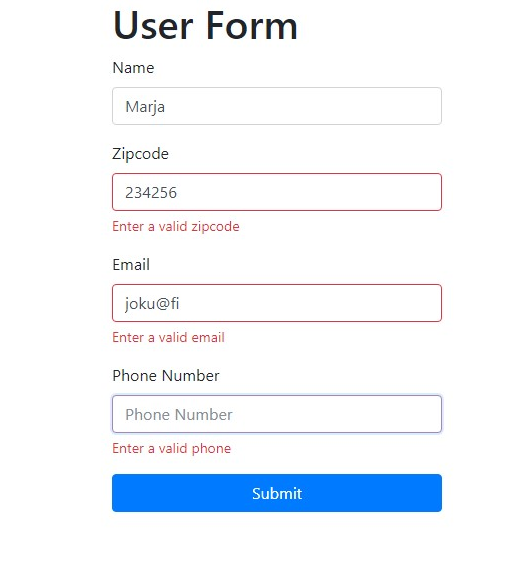 User Form
Name
Marja
Zipcode
234256
Enter a valid zipcode
Email
joku@fi
Enter a valid email
Phone Number
Phone Number
Enter a valid phone
Submit